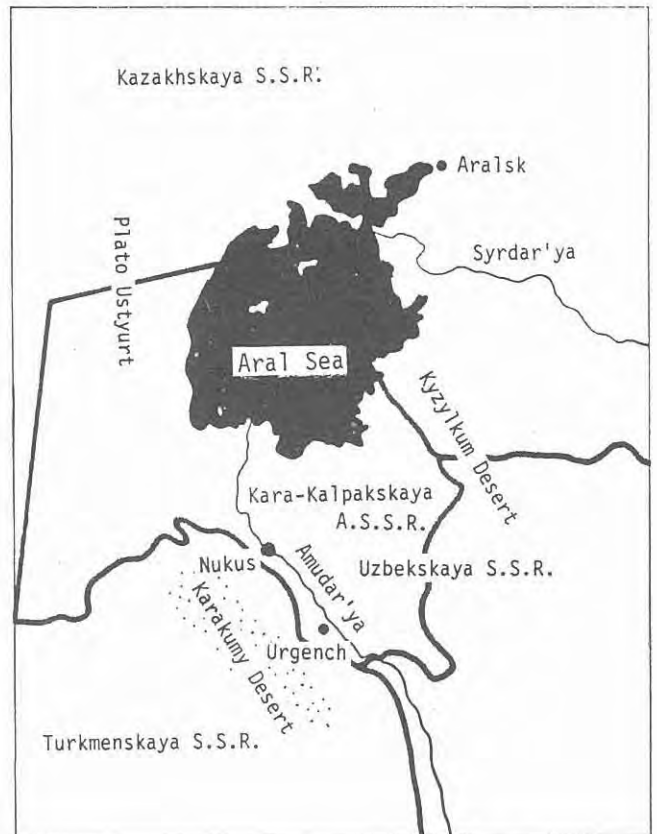 Kazakhskaya S.S.R.
Aralsk
Plato Ustyurt
Syrdar'ya
Aral Sea
Kyzylkum Desert
Kara-Kalpakskaya
A.S.S.R.
Nukus
Amudar'ya
Uzbekskaya S.S.R.
Karakumy Desert
Urgench
Turkmenskaya S.S.R.